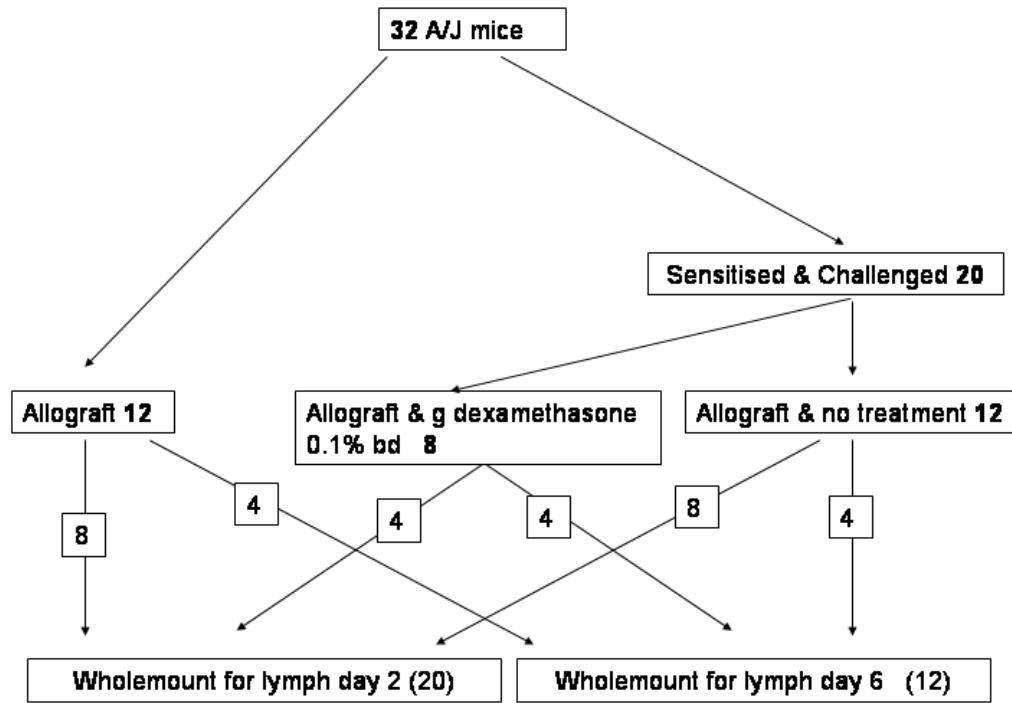 32 A/J mice
Sensitised & Challenged 20
Allograft 12
Allograft & g dexamethasone
0.1% bd 8
Allograft & no treatment 12
8
4
4
4
8
4
Wholemount for lymph day 2 (20)
Wholemount for lymph day 6 (12)